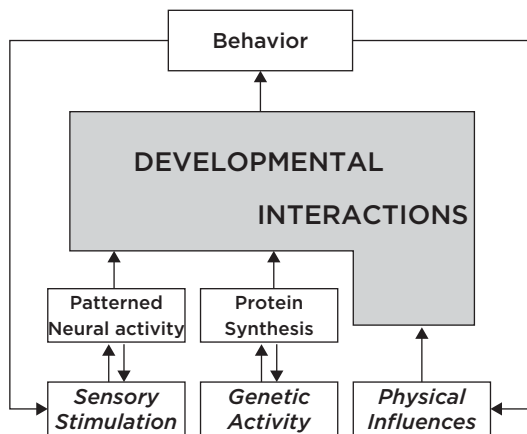 Behavior
DEVELOPMENTAL
INTERACTIONS
Patterned
Neural activity
Protein
Synthesis
Sensory
Stimulation
Genetic
Activity
Physical
Influences